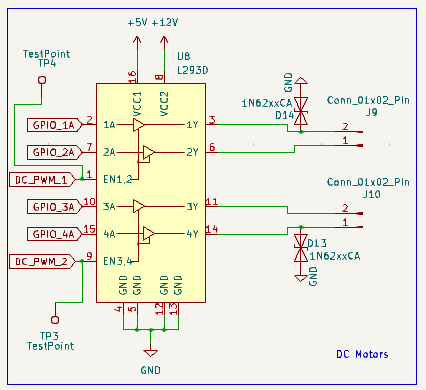 +5V +12V
TestPoint
TP4
U8
L293D
16
8
VCC1
VCC2
GND
1N62xxCA
D14
Conn_01x02_Pin
J9
GPIO_1A
2
1A
1Y
3
2
GPIO_2A
7
2A
2Y
6
1
DC_PWM_1
1
EN1,2
Conn_01x02_Pin
J10
GPIO_3A
10
3A
3Y
11
2
GPIO_4A
15
4A
4Y
14
1
DC_PWM_2
9
EN3,4
D13
1N62xxCA
GND
GND
GND
GND
GND
4
5
12
13
TP3
TestPoint
GND
DC Motors